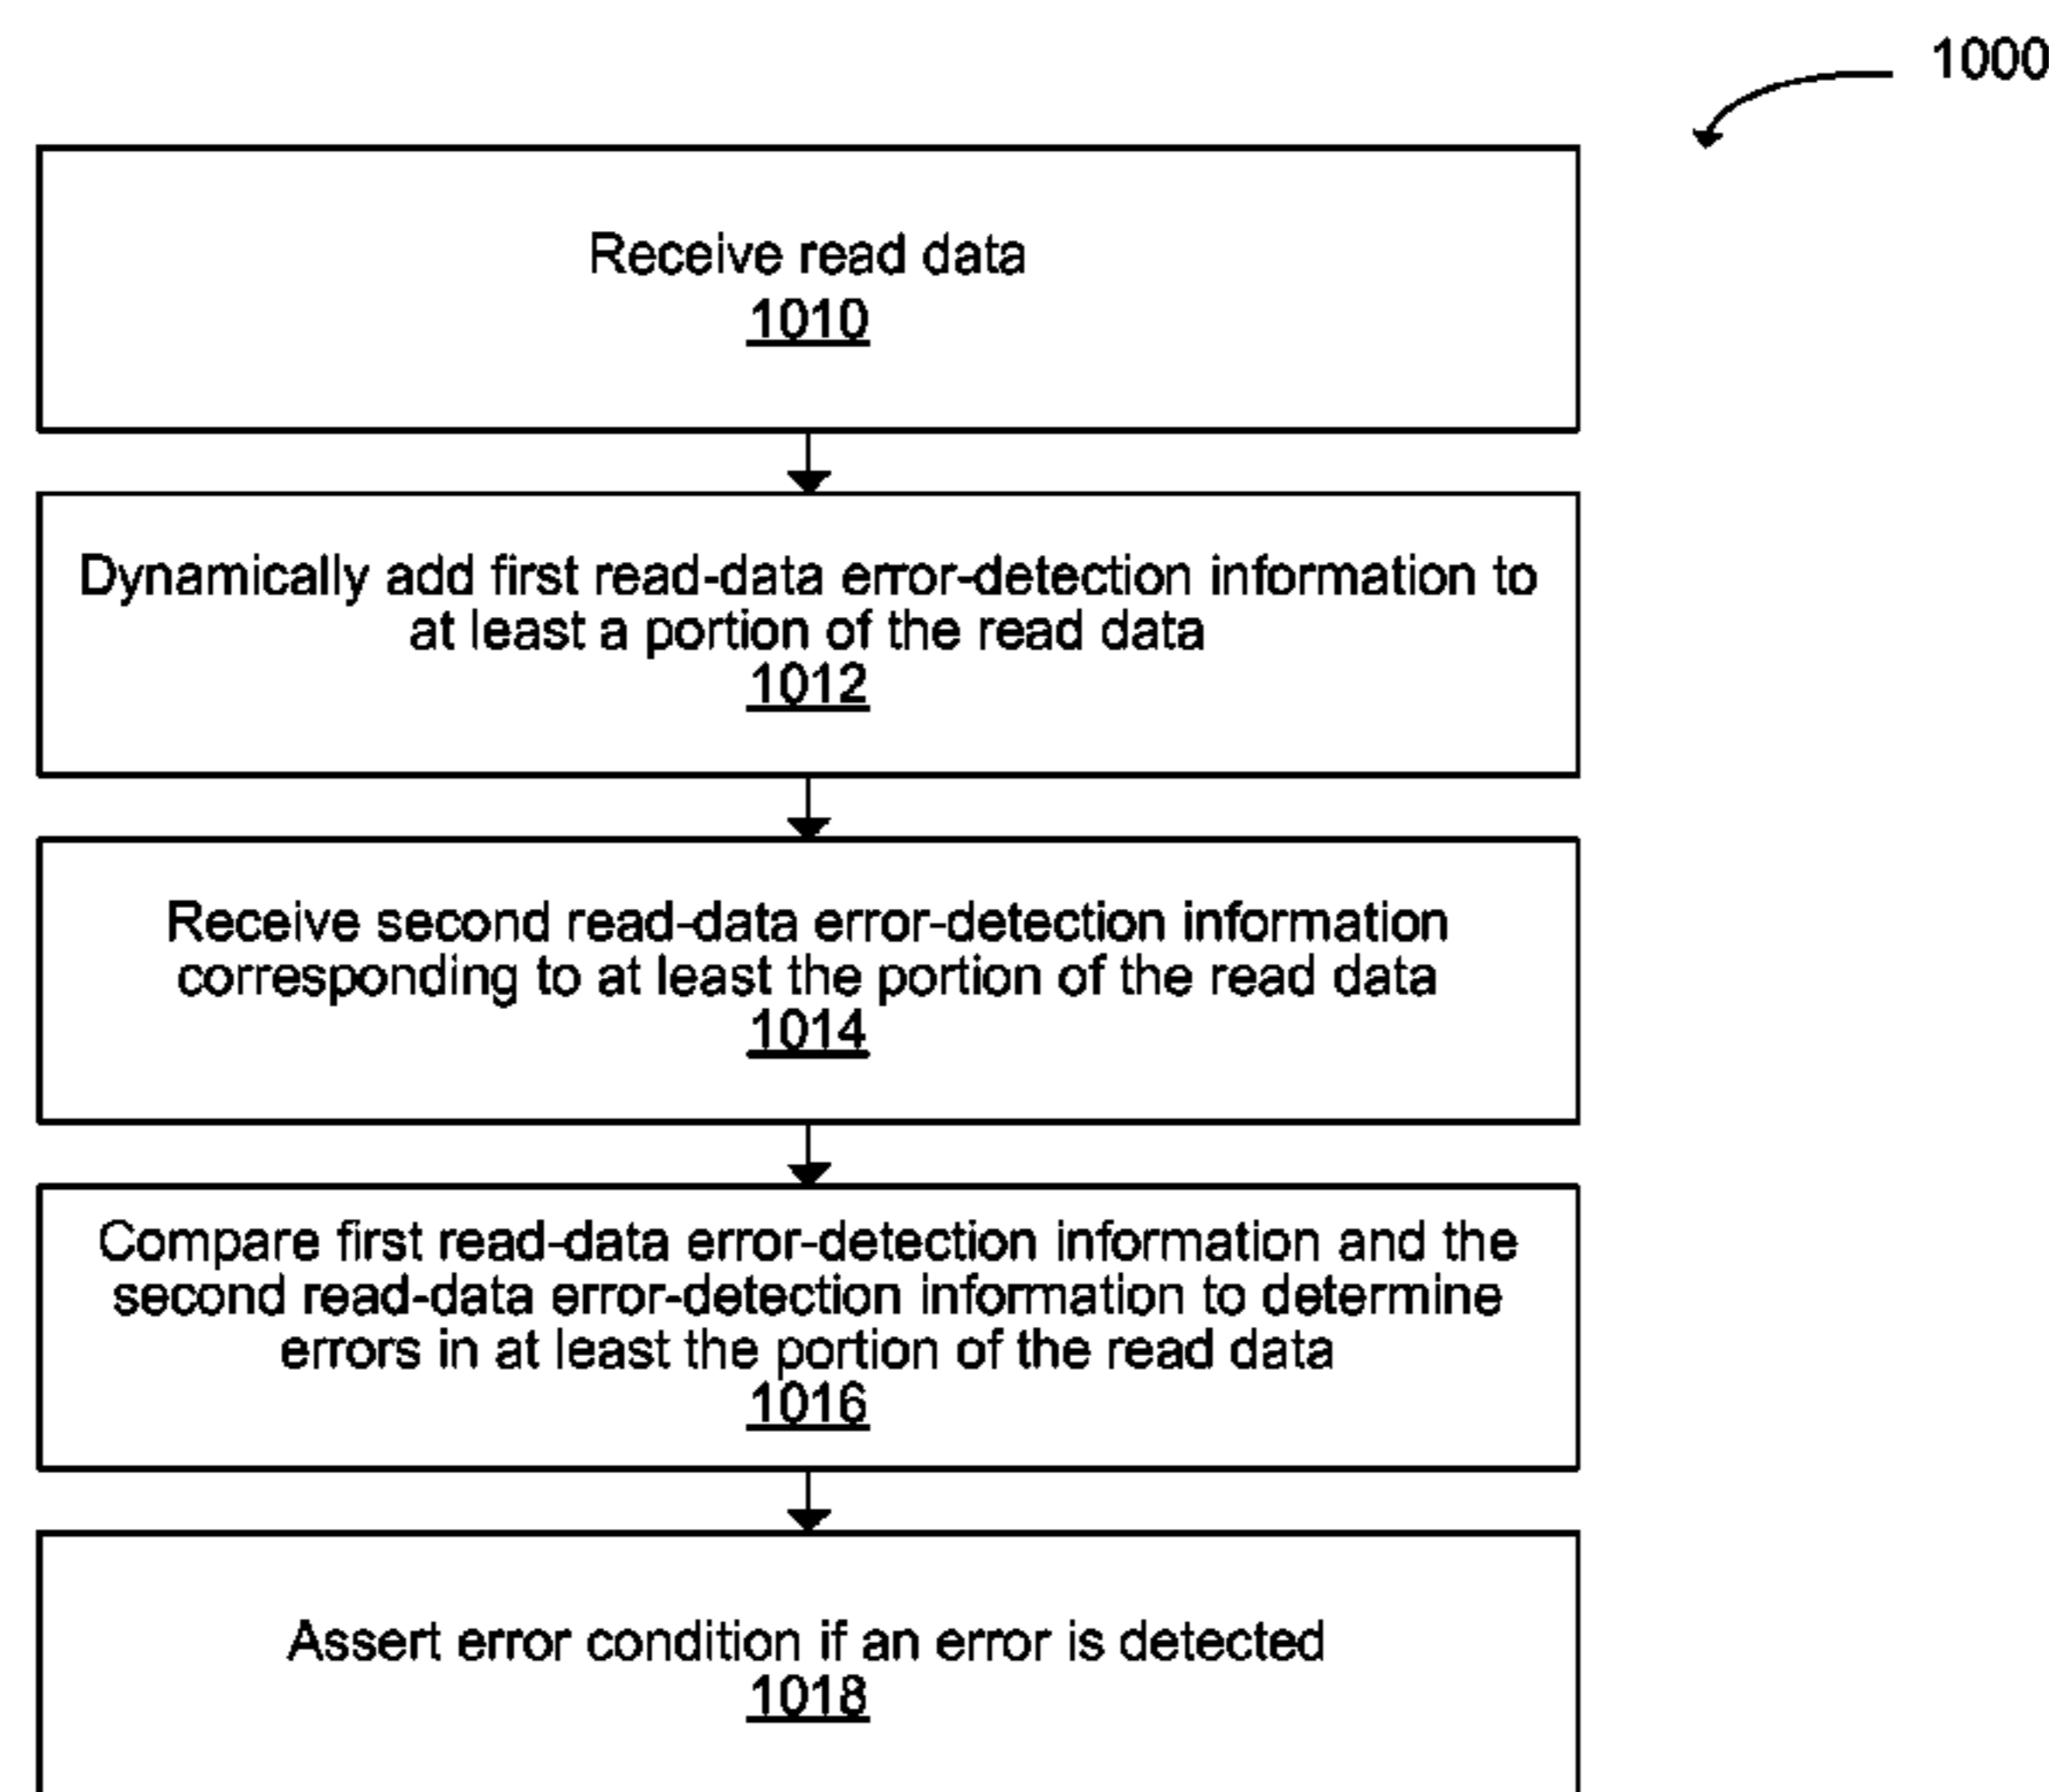 1000
Receive read data
1010
Dynamically add first read-data error-detection information to
at least a portion of the read data
1012
Receive second read-data error-detection information
corresponding to at least the portion of the read data
1014
Compare first read-data error-detection information and the
second read-data error-detection information to determine
errors in at least the portion of the read data
1016
Assert error condition if an error is detected
1018